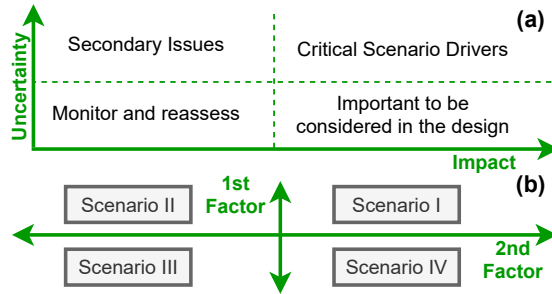 (a)
Uncertainty
Secondary Issues
Critical Scenario Drivers
Monitor and reassess
Important to be
considered in the design
Impact
(b)
1st
Factor
Scenario II
Scenario I
Scenario III
Scenario IV
2nd
Factor